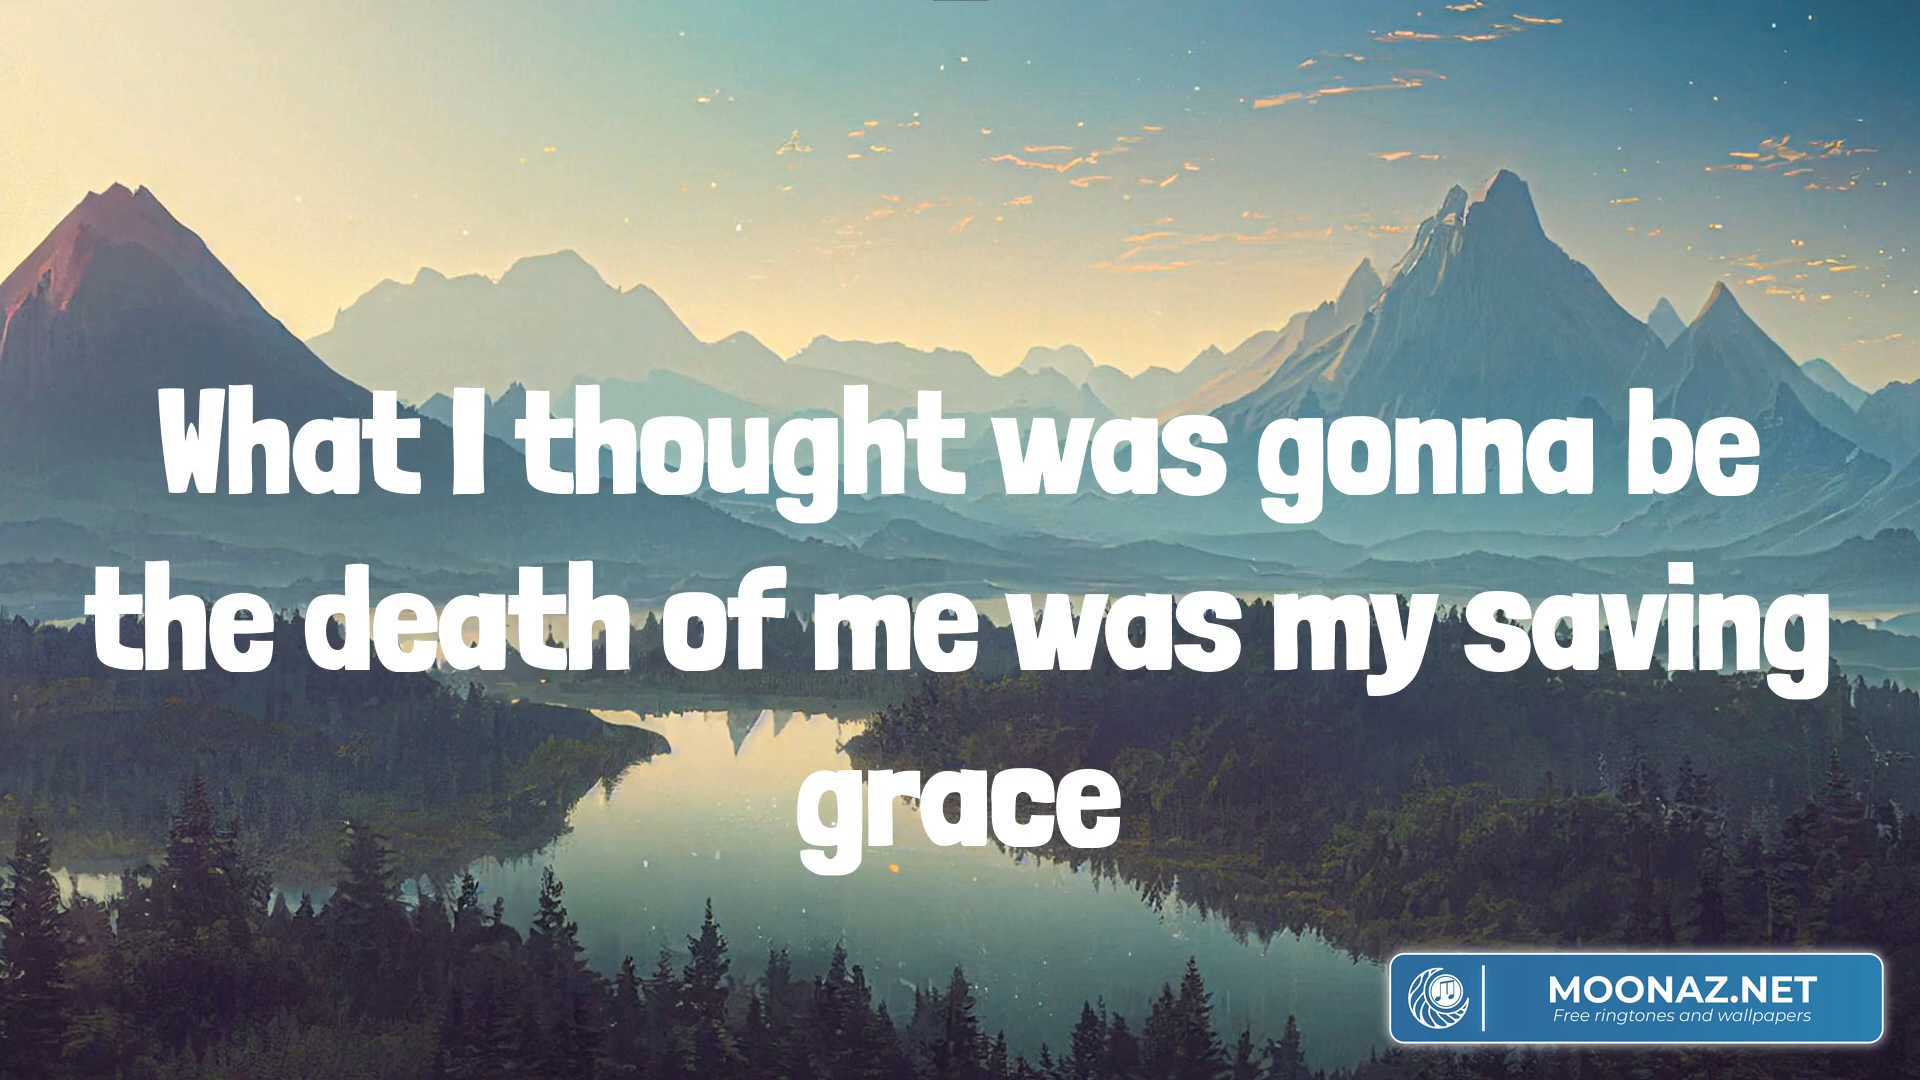 What I thought was gonna be
the death of me was my saving
grace
MOONAZ.NET
Free ringtones and wallpapers